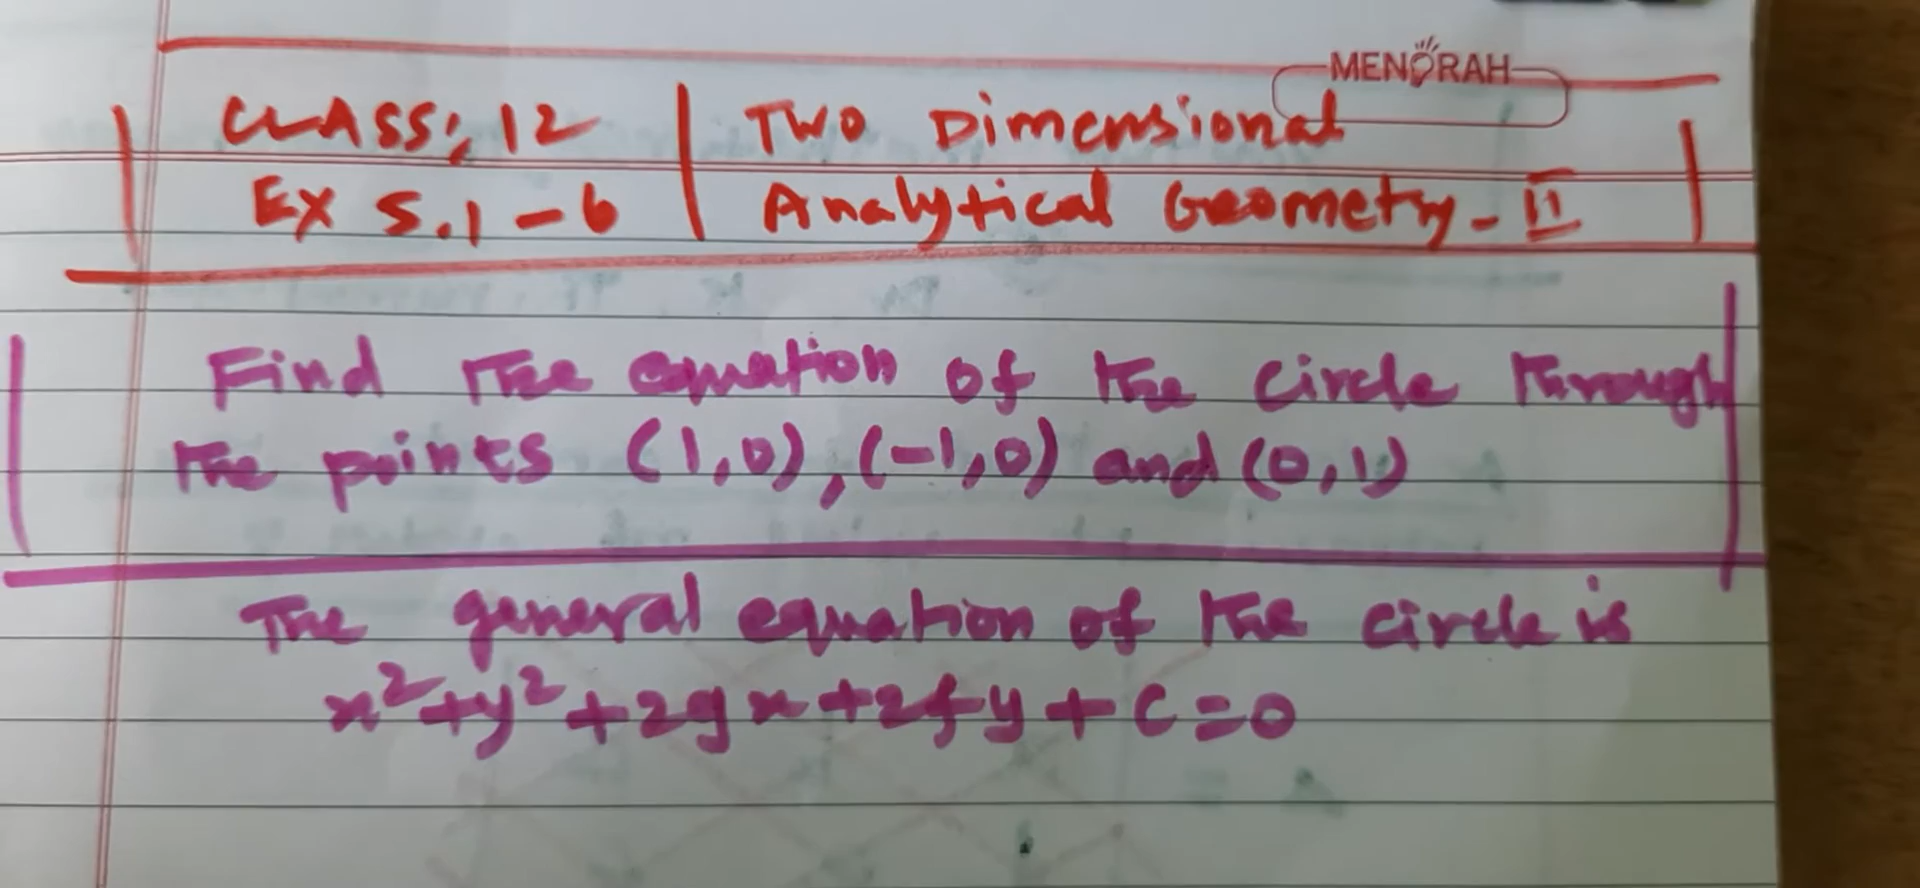 MENORAH
CLASS: 12 | TWO Dimensional
EX 5.1-6 | Analytical Geometry-II
Find the equation of the circle through
the points (1,0), (-1,0) and (0,1)
The general equation of the circle is
x²+y²+2gx+2fy+c=0